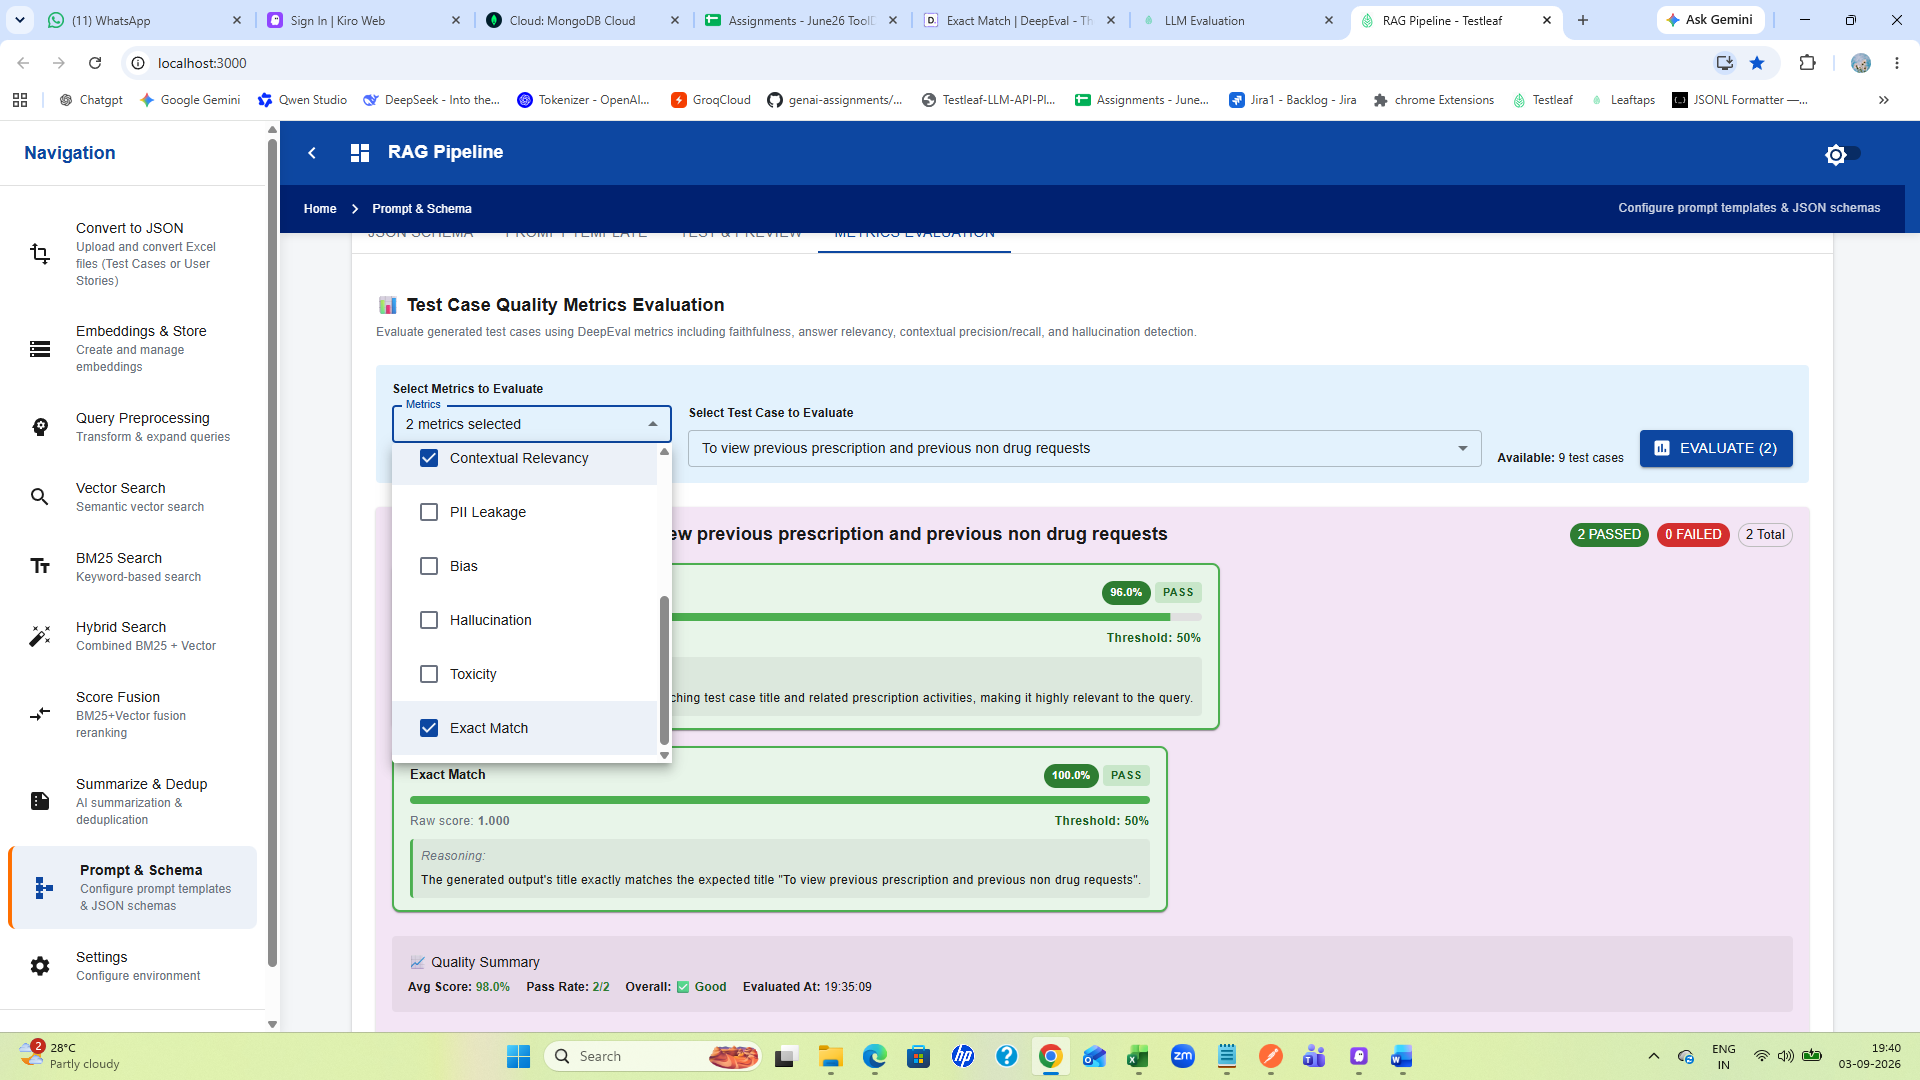 (11) WhatsApp
Sign In | Kiro Web
Cloud: MongoDB Cloud
Assignments - June26 ToolD
Exact Match | DeepEval - Th
LLM Evaluation
RAG Pipeline - Testleaf
Ask Gemini
localhost:3000
Chatgpt
Google Gemini
Qwen Studio
DeepSeek - Into the...
Tokenizer - OpenAI...
GroqCloud
genai-assignments/...
Testleaf-LLM-API-Pl...
Assignments - June...
Jira1 - Backlog - Jira
chrome Extensions
Testleaf
Leaftaps
JSONL Formatter —...
Navigation
RAG Pipeline
Home
Prompt & Schema
Configure prompt templates & JSON schemas
Convert to JSON
Upload and convert Excel
files (Test Cases or User
Stories)
Embeddings & Store
Create and manage
embeddings
Query Preprocessing
Transform & expand queries
Vector Search
Semantic vector search
BM25 Search
Keyword-based search
Hybrid Search
Combined BM25 + Vector
Score Fusion
BM25+Vector fusion
reranking
Summarize & Dedup
AI summarization &
deduplication
Prompt & Schema
Configure prompt templates
& JSON schemas
Settings
Configure environment
JSON SCHEMA
PROMPT TEMPLATE
TEST & PREVIEW
METRICS EVALUATION
Test Case Quality Metrics Evaluation
Evaluate generated test cases using DeepEval metrics including faithfulness, answer relevancy, contextual precision/recall, and hallucination detection.
Select Metrics to Evaluate
Metrics
2 metrics selected
Select Test Case to Evaluate
To view previous prescription and previous non drug requests
Available: 9 test cases
EVALUATE (2)
Contextual Relevancy
PII Leakage
Bias
Hallucination
Toxicity
Exact Match
ew previous prescription and previous non drug requests
2 PASSED
0 FAILED
2 Total
96.0%
PASS
Threshold: 50%
ching test case title and related prescription activities, making it highly relevant to the query.
Exact Match
100.0%
PASS
Raw score: 1.000
Threshold: 50%
Reasoning:
The generated output's title exactly matches the expected title "To view previous prescription and previous non drug requests".
Quality Summary
Avg Score: 98.0%
Pass Rate: 2/2
Overall: Good
Evaluated At: 19:35:09
2
28°C
Partly cloudy
Search
ENG
IN
19:40
03-09-2026